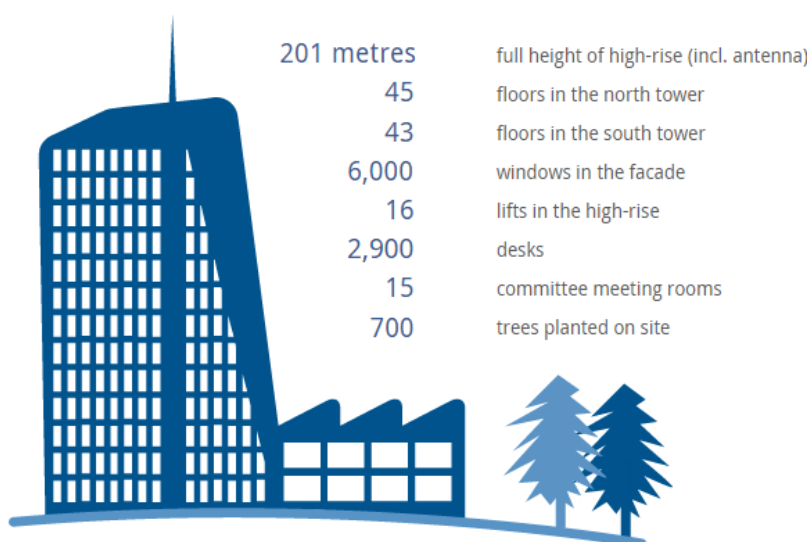 201 metres full height of high-rise (incl. antenna)
45 floors in the north tower
43 floors in the south tower
6,000 windows in the facade
16 lifts in the high-rise
2,900 desks
15 committee meeting rooms
700 trees planted on site